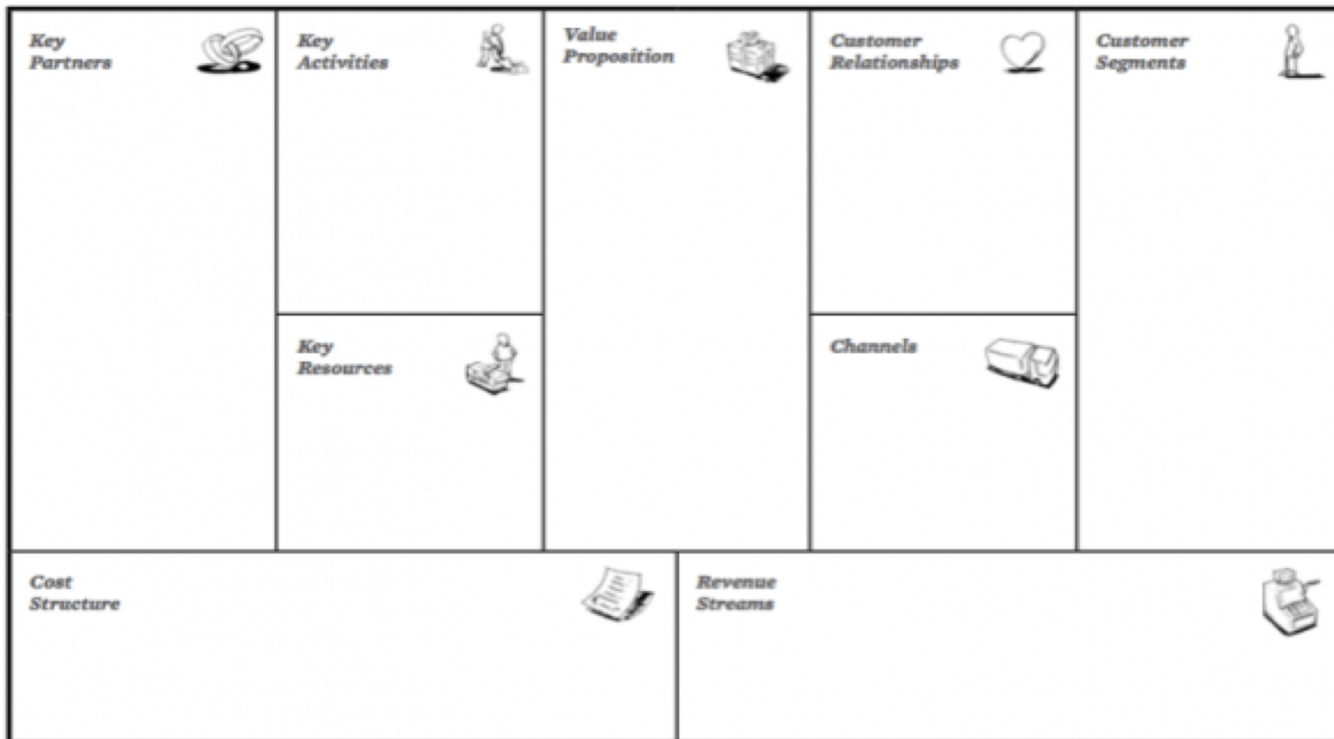 Key
Partners
Key
Activities
Value
Proposition
Customer
Relationships
Customer
Segments
Key
Resources
Channels
Cost
Structure
Revenue
Streams